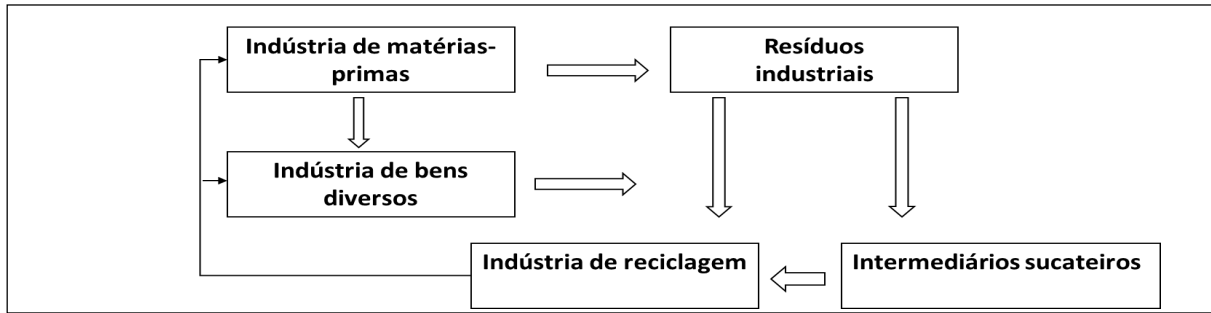 Indústria de matérias-
primas
Resíduos
industriais
Indústria de bens
diversos
Indústria de reciclagem
Intermediários sucateiros